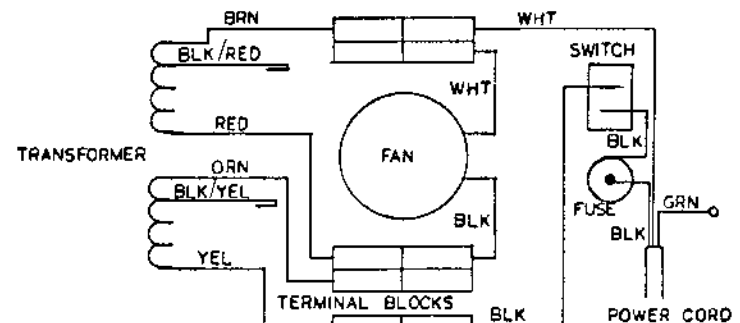 BRN
WHT
BLK/RED
SWITCH
WHT
RED
BLK
TRANSFORMER
FAN
ORN
BLK/YEL
FUSE
GRN
BLK
BLK
YEL
TERMINAL BLOCKS
BLK
POWER CORD